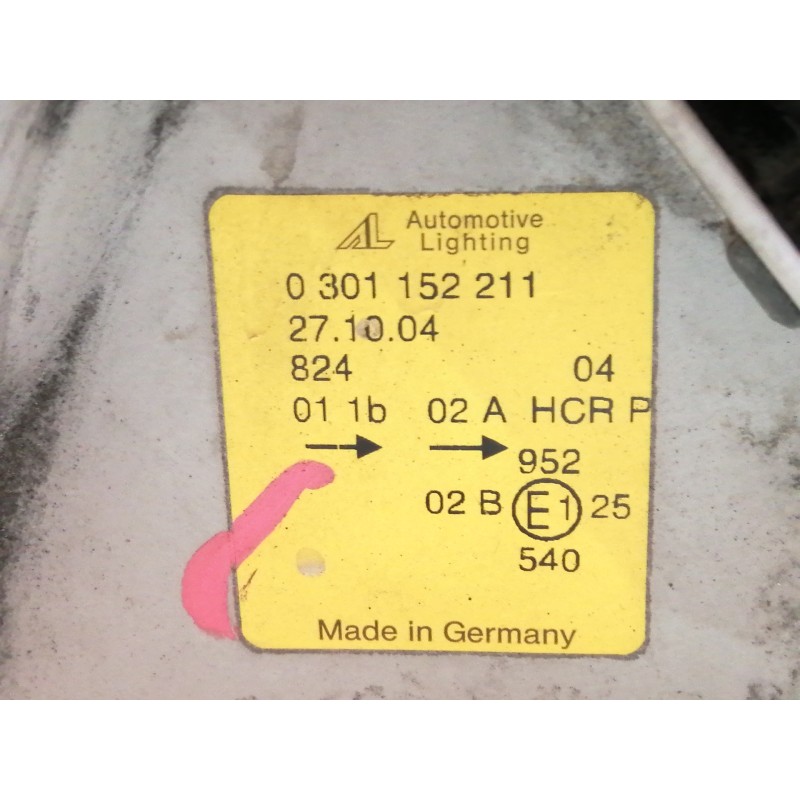 AL Automotive
Lighting
0 301 152 211
27.10.04
824 04
01 1b 02 A HCR P
→ → 952
02 B E1 25
540
Made in Germany